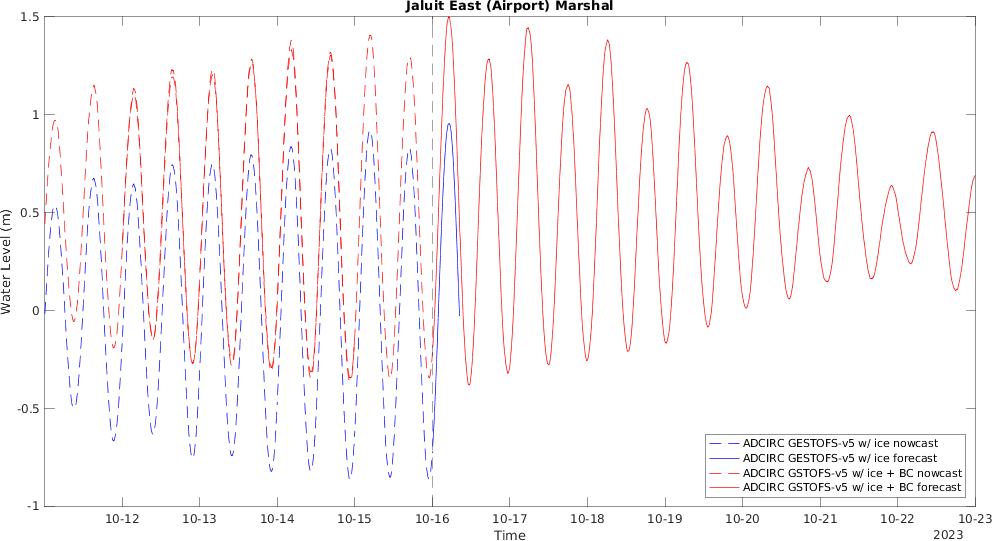 Jaluit East (Airport) Marshal
Water Level (m)
1.5
1
0.5
0
-0.5
-1
10-12 10-13 10-14 10-15 10-16 10-17 10-18 10-19 10-20 10-21 10-22 10-23
Time
2023
ADCIRC GESTOFS-v5 w/ ice nowcast
ADCIRC GESTOFS-v5 w/ ice forecast
ADCIRC GSTOFS-v5 w/ ice + BC nowcast
ADCIRC GSTOFS-v5 w/ ice + BC forecast